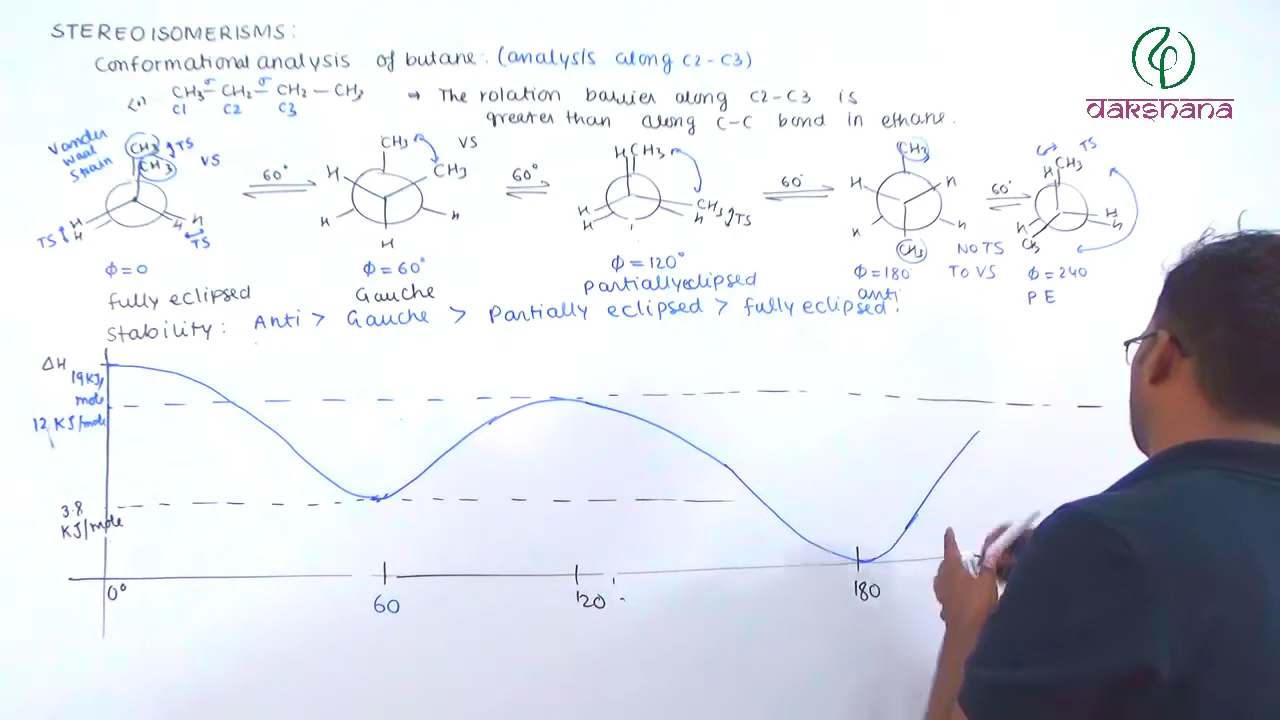 STEREOISOMERISMS:
Conformational analysis of butane: (analysis along C2-C3)
CH3 σ CH2 σ CH2 — CH3 → The rotation barrier along C2-C3 is
C1 C2 C3 greater than along C-C bond in ethane.
dakshana
Vander waal strain CH3 TS CH3 VS H H H H TS TS
60°
CH3 VS CH3 H H H H
60°
H CH3 CH3 TS H H H
60°
CH3 H H H H CH3 NO TS TO VS
60°
CH3 TS H H H H CH3
ϕ=0 ϕ=60° ϕ=120° ϕ=180 ϕ=240
fully eclipsed Gauche partially eclipsed anti PE
Stability: Anti > Gauche > Partially eclipsed > fully eclipsed.
ΔH
19 KJ/mole
12 KJ/mole
3.8 KJ/mole
0° 60 120 180